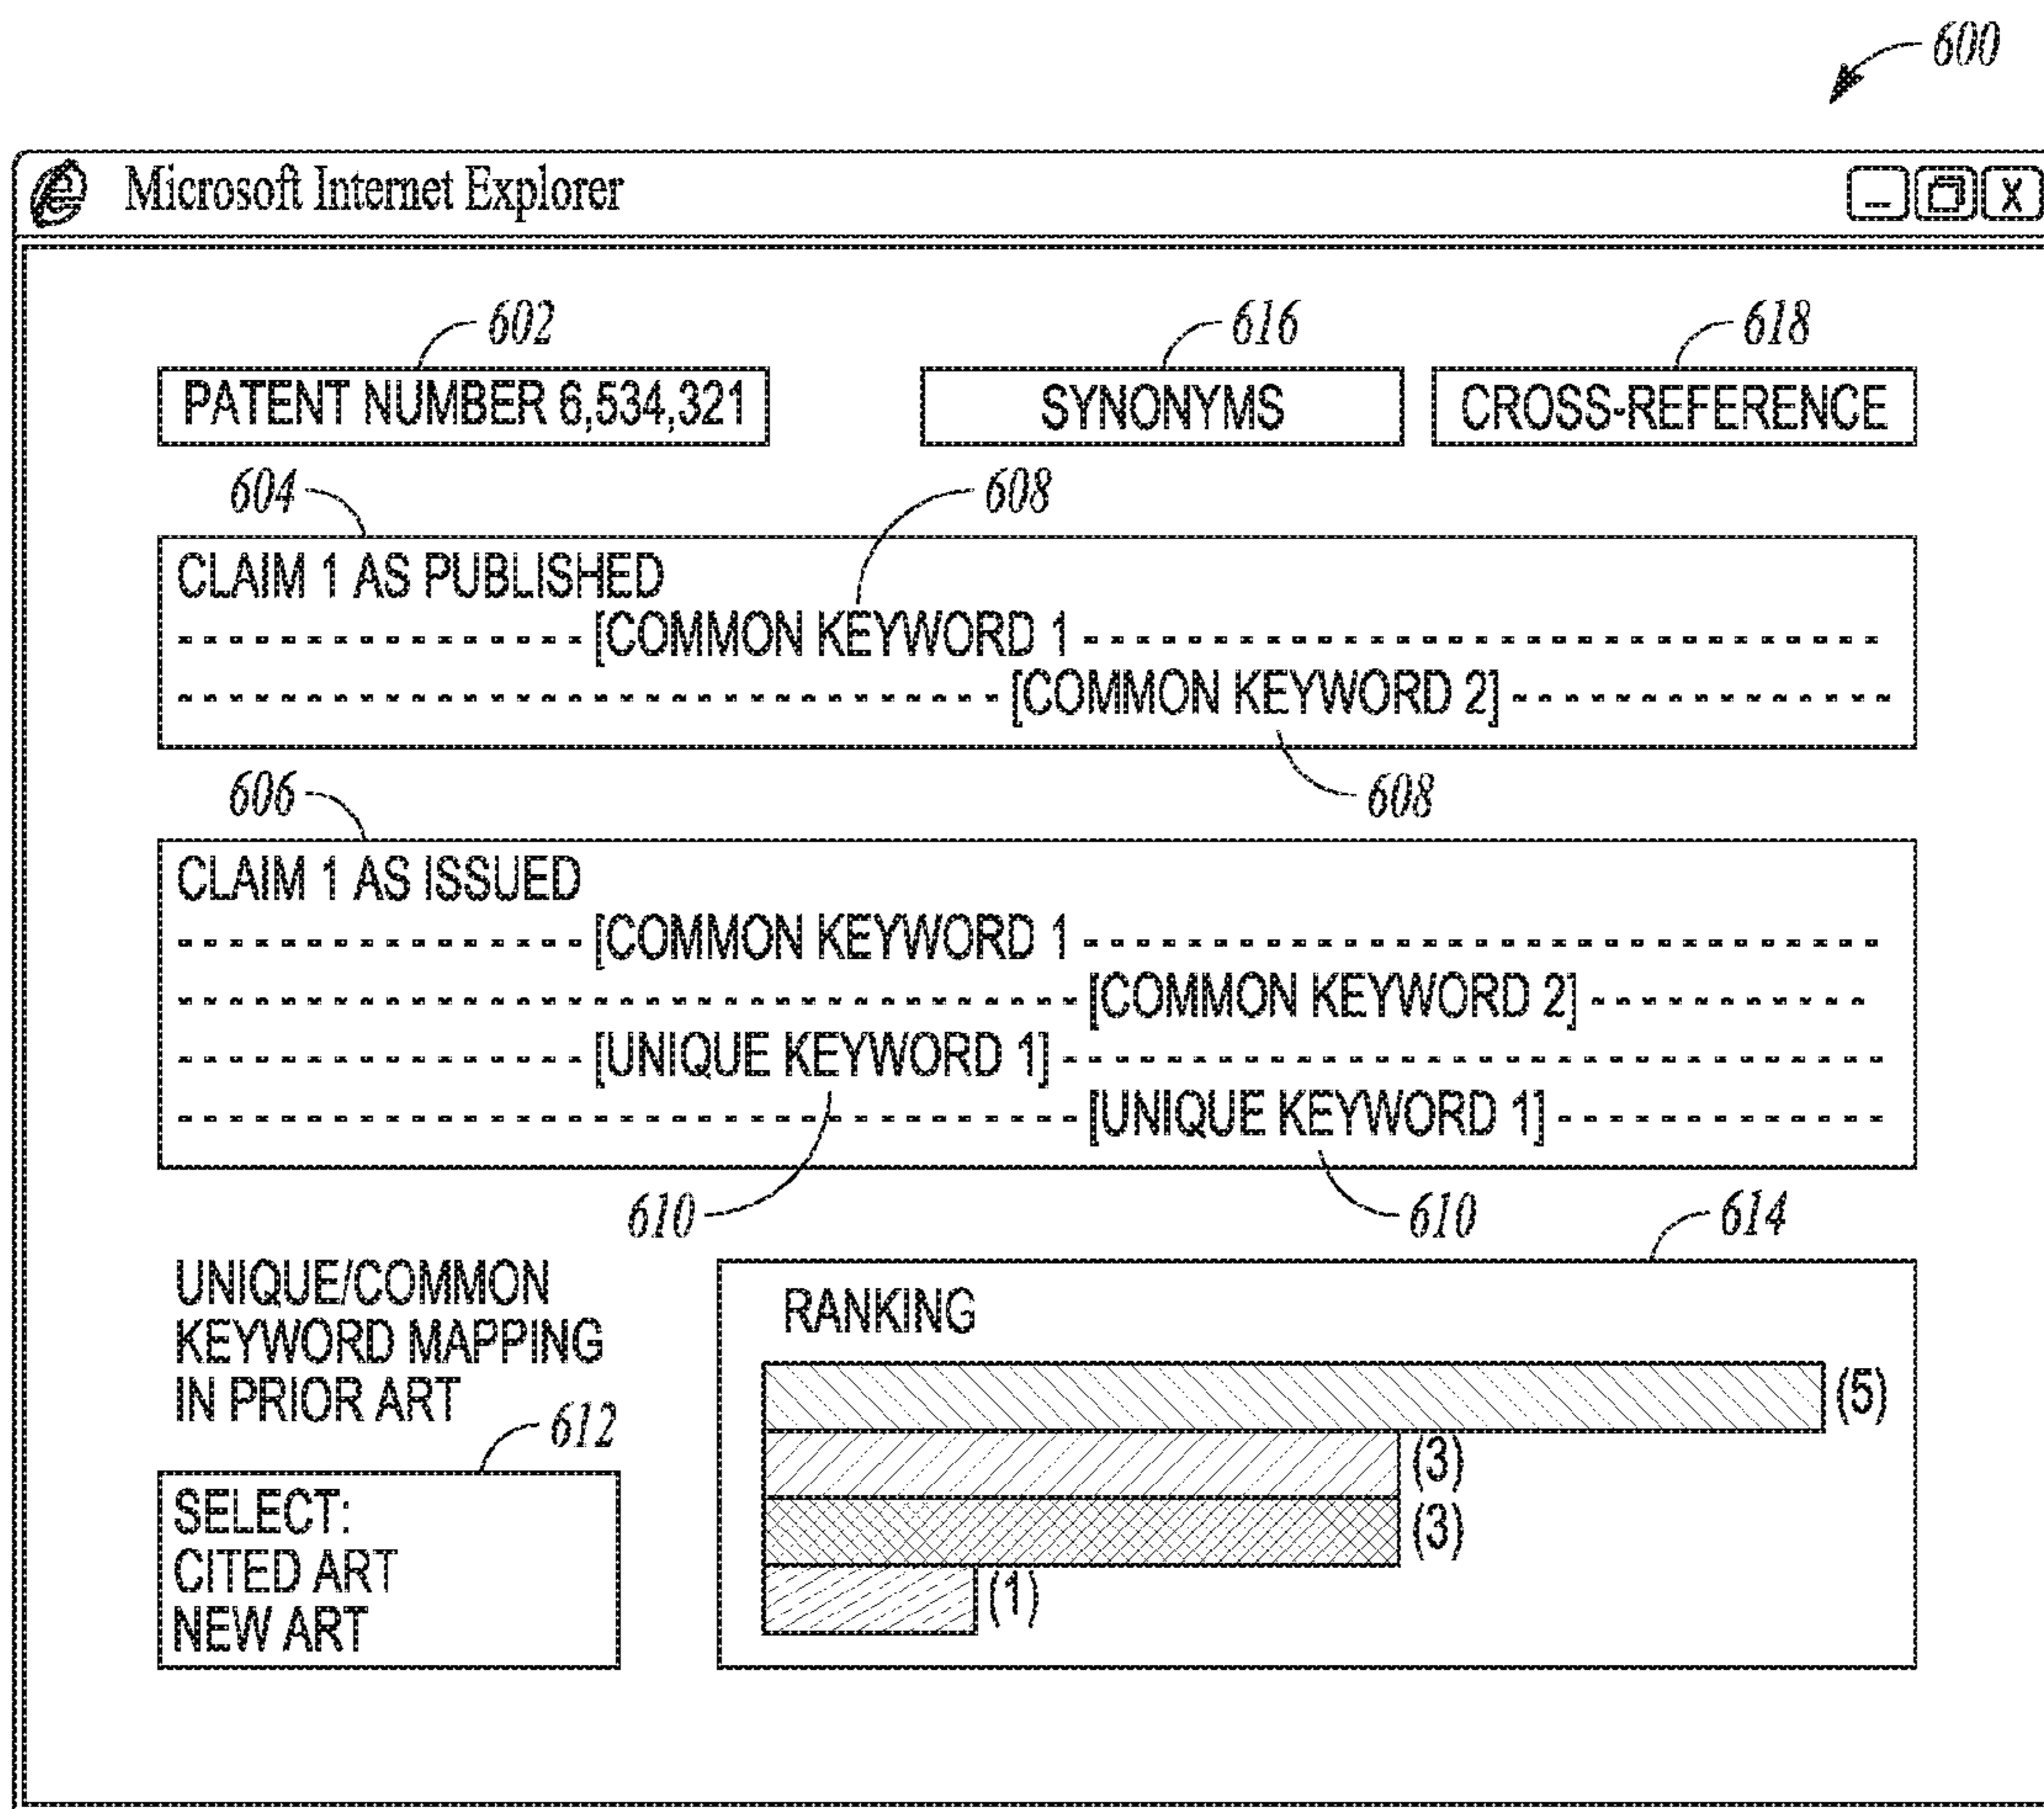 600
Microsoft Internet Explorer
X
602
616
618
PATENT NUMBER 6,534,321
SYNONYMS
CROSS-REFERENCE
604
608
CLAIM 1 AS PUBLISHED
----------------[COMMON KEYWORD 1-------------------------------
--------------------------------[COMMON KEYWORD 2]---------------
608
606
CLAIM 1 AS ISSUED
----------------[COMMON KEYWORD 1-------------------------------
-----------------------------------[COMMON KEYWORD 2]-----------
----------------[UNIQUE KEYWORD 1]--------------------------------
-----------------------------------[UNIQUE KEYWORD 1]-------------
610
610
614
UNIQUE/COMMON
KEYWORD MAPPING
IN PRIOR ART
612
SELECT:
CITED ART
NEW ART
RANKING
(5)
(3)
(3)
(1)